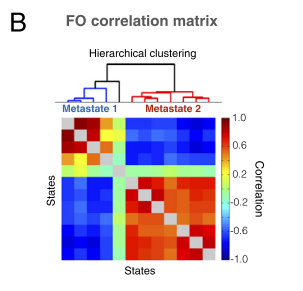 B
FO correlation matrix
Hierarchical clustering
Metastate 1 Metastate 2
1.0
0.6
0.2
-0.2
-0.6
-1.0
Correlation
States
States